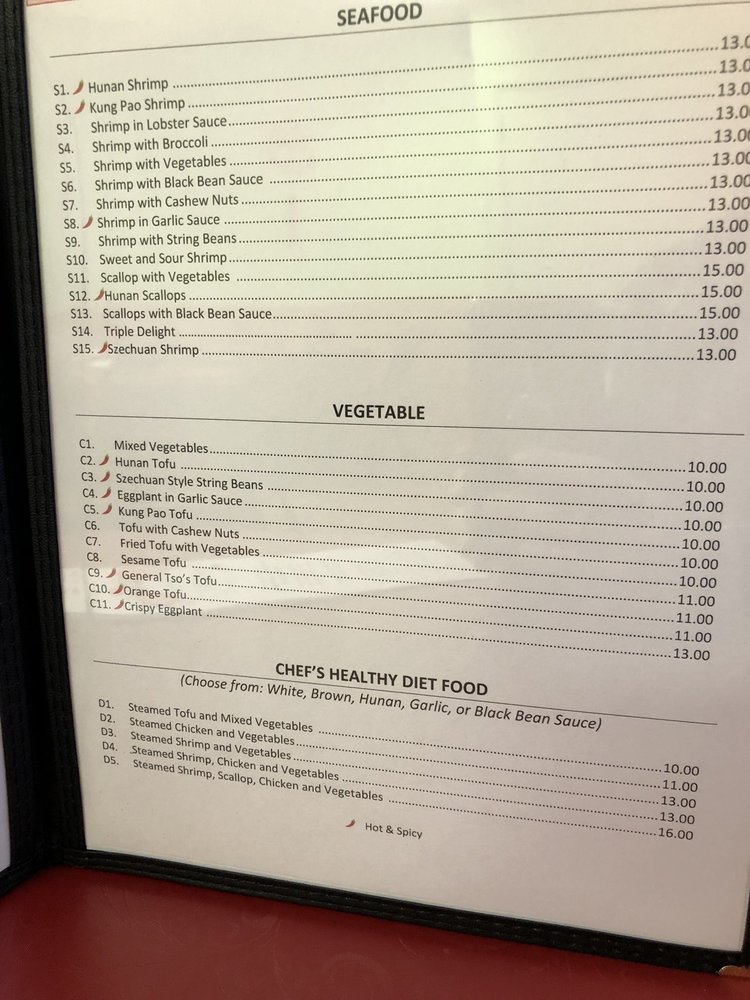 SEAFOOD
S1. Hunan Shrimp ........ 13.0
S2. Kung Pao Shrimp ........ 13.0
S3. Shrimp in Lobster Sauce ........ 13.0
S4. Shrimp with Broccoli ........ 13.0
S5. Shrimp with Vegetables ........ 13.00
S6. Shrimp with Black Bean Sauce ........ 13.00
S7. Shrimp with Cashew Nuts ........ 13.00
S8. Shrimp in Garlic Sauce ........ 13.00
S9. Shrimp with String Beans ........ 13.00
S10. Sweet and Sour Shrimp ........ 13.00
S11. Scallop with Vegetables ........ 15.00
S12. Hunan Scallops ........ 15.00
S13. Scallops with Black Bean Sauce ........ 15.00
S14. Triple Delight ........ 13.00
S15. Szechuan Shrimp ........ 13.00
VEGETABLE
C1. Mixed Vegetables ........ 10.00
C2. Hunan Tofu ........ 10.00
C3. Szechuan Style String Beans ........ 10.00
C4. Eggplant in Garlic Sauce ........ 10.00
C5. Kung Pao Tofu ........ 10.00
C6. Tofu with Cashew Nuts ........ 10.00
C7. Fried Tofu with Vegetables ........ 10.00
C8. Sesame Tofu ........ 11.00
C9. General Tso's Tofu ........ 11.00
C10. Orange Tofu ........ 11.00
C11. Crispy Eggplant ........ 13.00
CHEF'S HEALTHY DIET FOOD
(Choose from: White, Brown, Hunan, Garlic, or Black Bean Sauce)
D1. Steamed Tofu and Mixed Vegetables ........ 10.00
D2. Steamed Chicken and Vegetables ........ 11.00
D3. Steamed Shrimp and Vegetables ........ 13.00
D4. Steamed Shrimp, Chicken and Vegetables ........ 13.00
D5. Steamed Shrimp, Scallop, Chicken and Vegetables ........ 16.00
Hot & Spicy